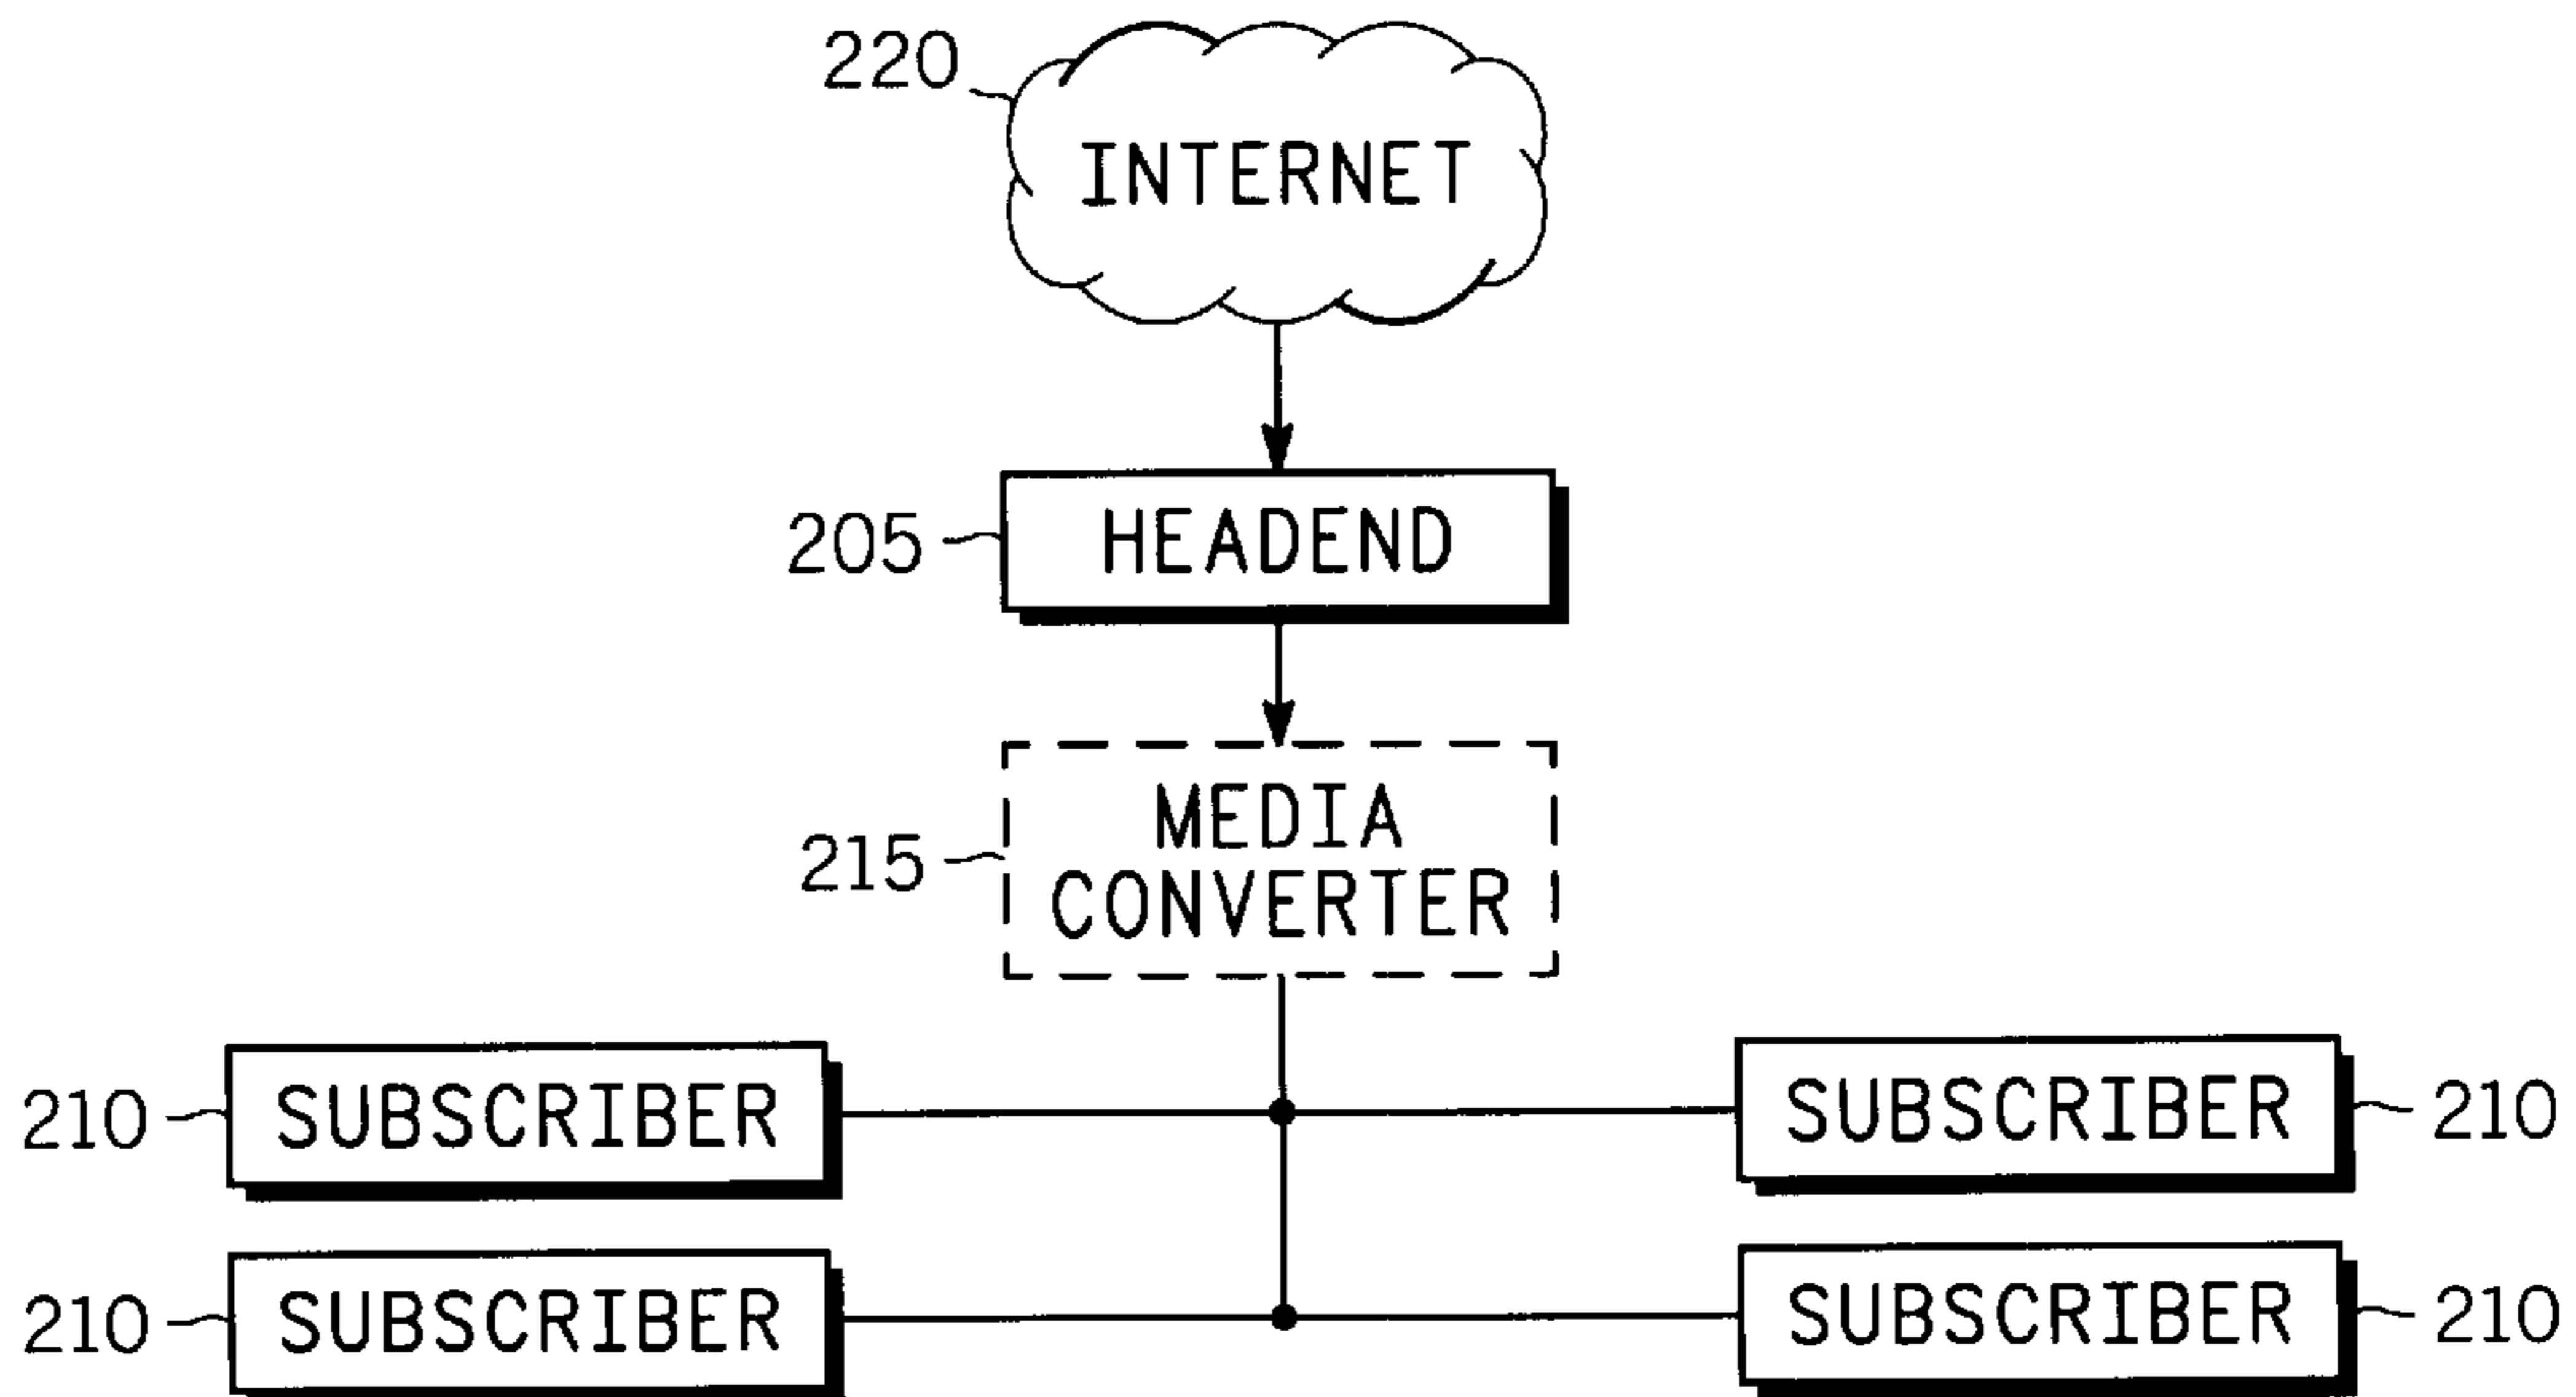 220
INTERNET
205 HEADEND
215 MEDIA
CONVERTER
210 SUBSCRIBER SUBSCRIBER 210
210 SUBSCRIBER SUBSCRIBER 210